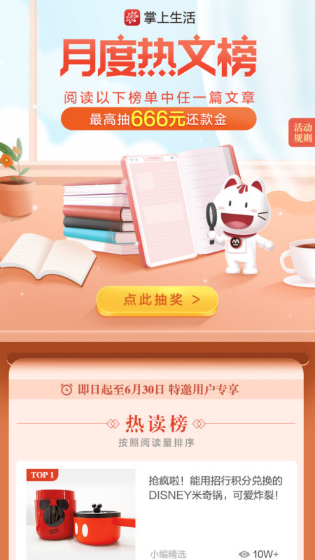 掌上生活
月度热文榜
阅读以下榜单中任一篇文章
最高抽666元还款金
活动
规则
点此抽奖 >
即日起至6月30日 特邀用户专享
热读榜
按照阅读量排序
TOP 1
抢疯啦！能用招行积分兑换的
DISNEY米奇锅，可爱炸裂！
小编精选
10W+